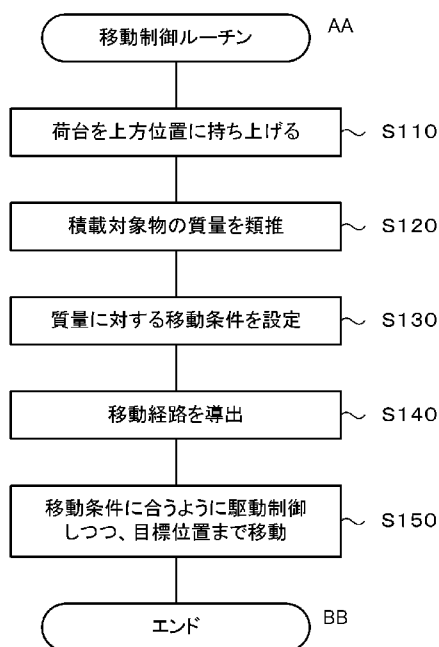 移動制御ルーチン AA
荷台を上方位置に持ち上げる S110
積載対象物の質量を類推 S120
質量に対する移動条件を設定 S130
移動経路を導出 S140
移動条件に合うように駆動制御
しつつ、目標位置まで移動 S150
エンド BB